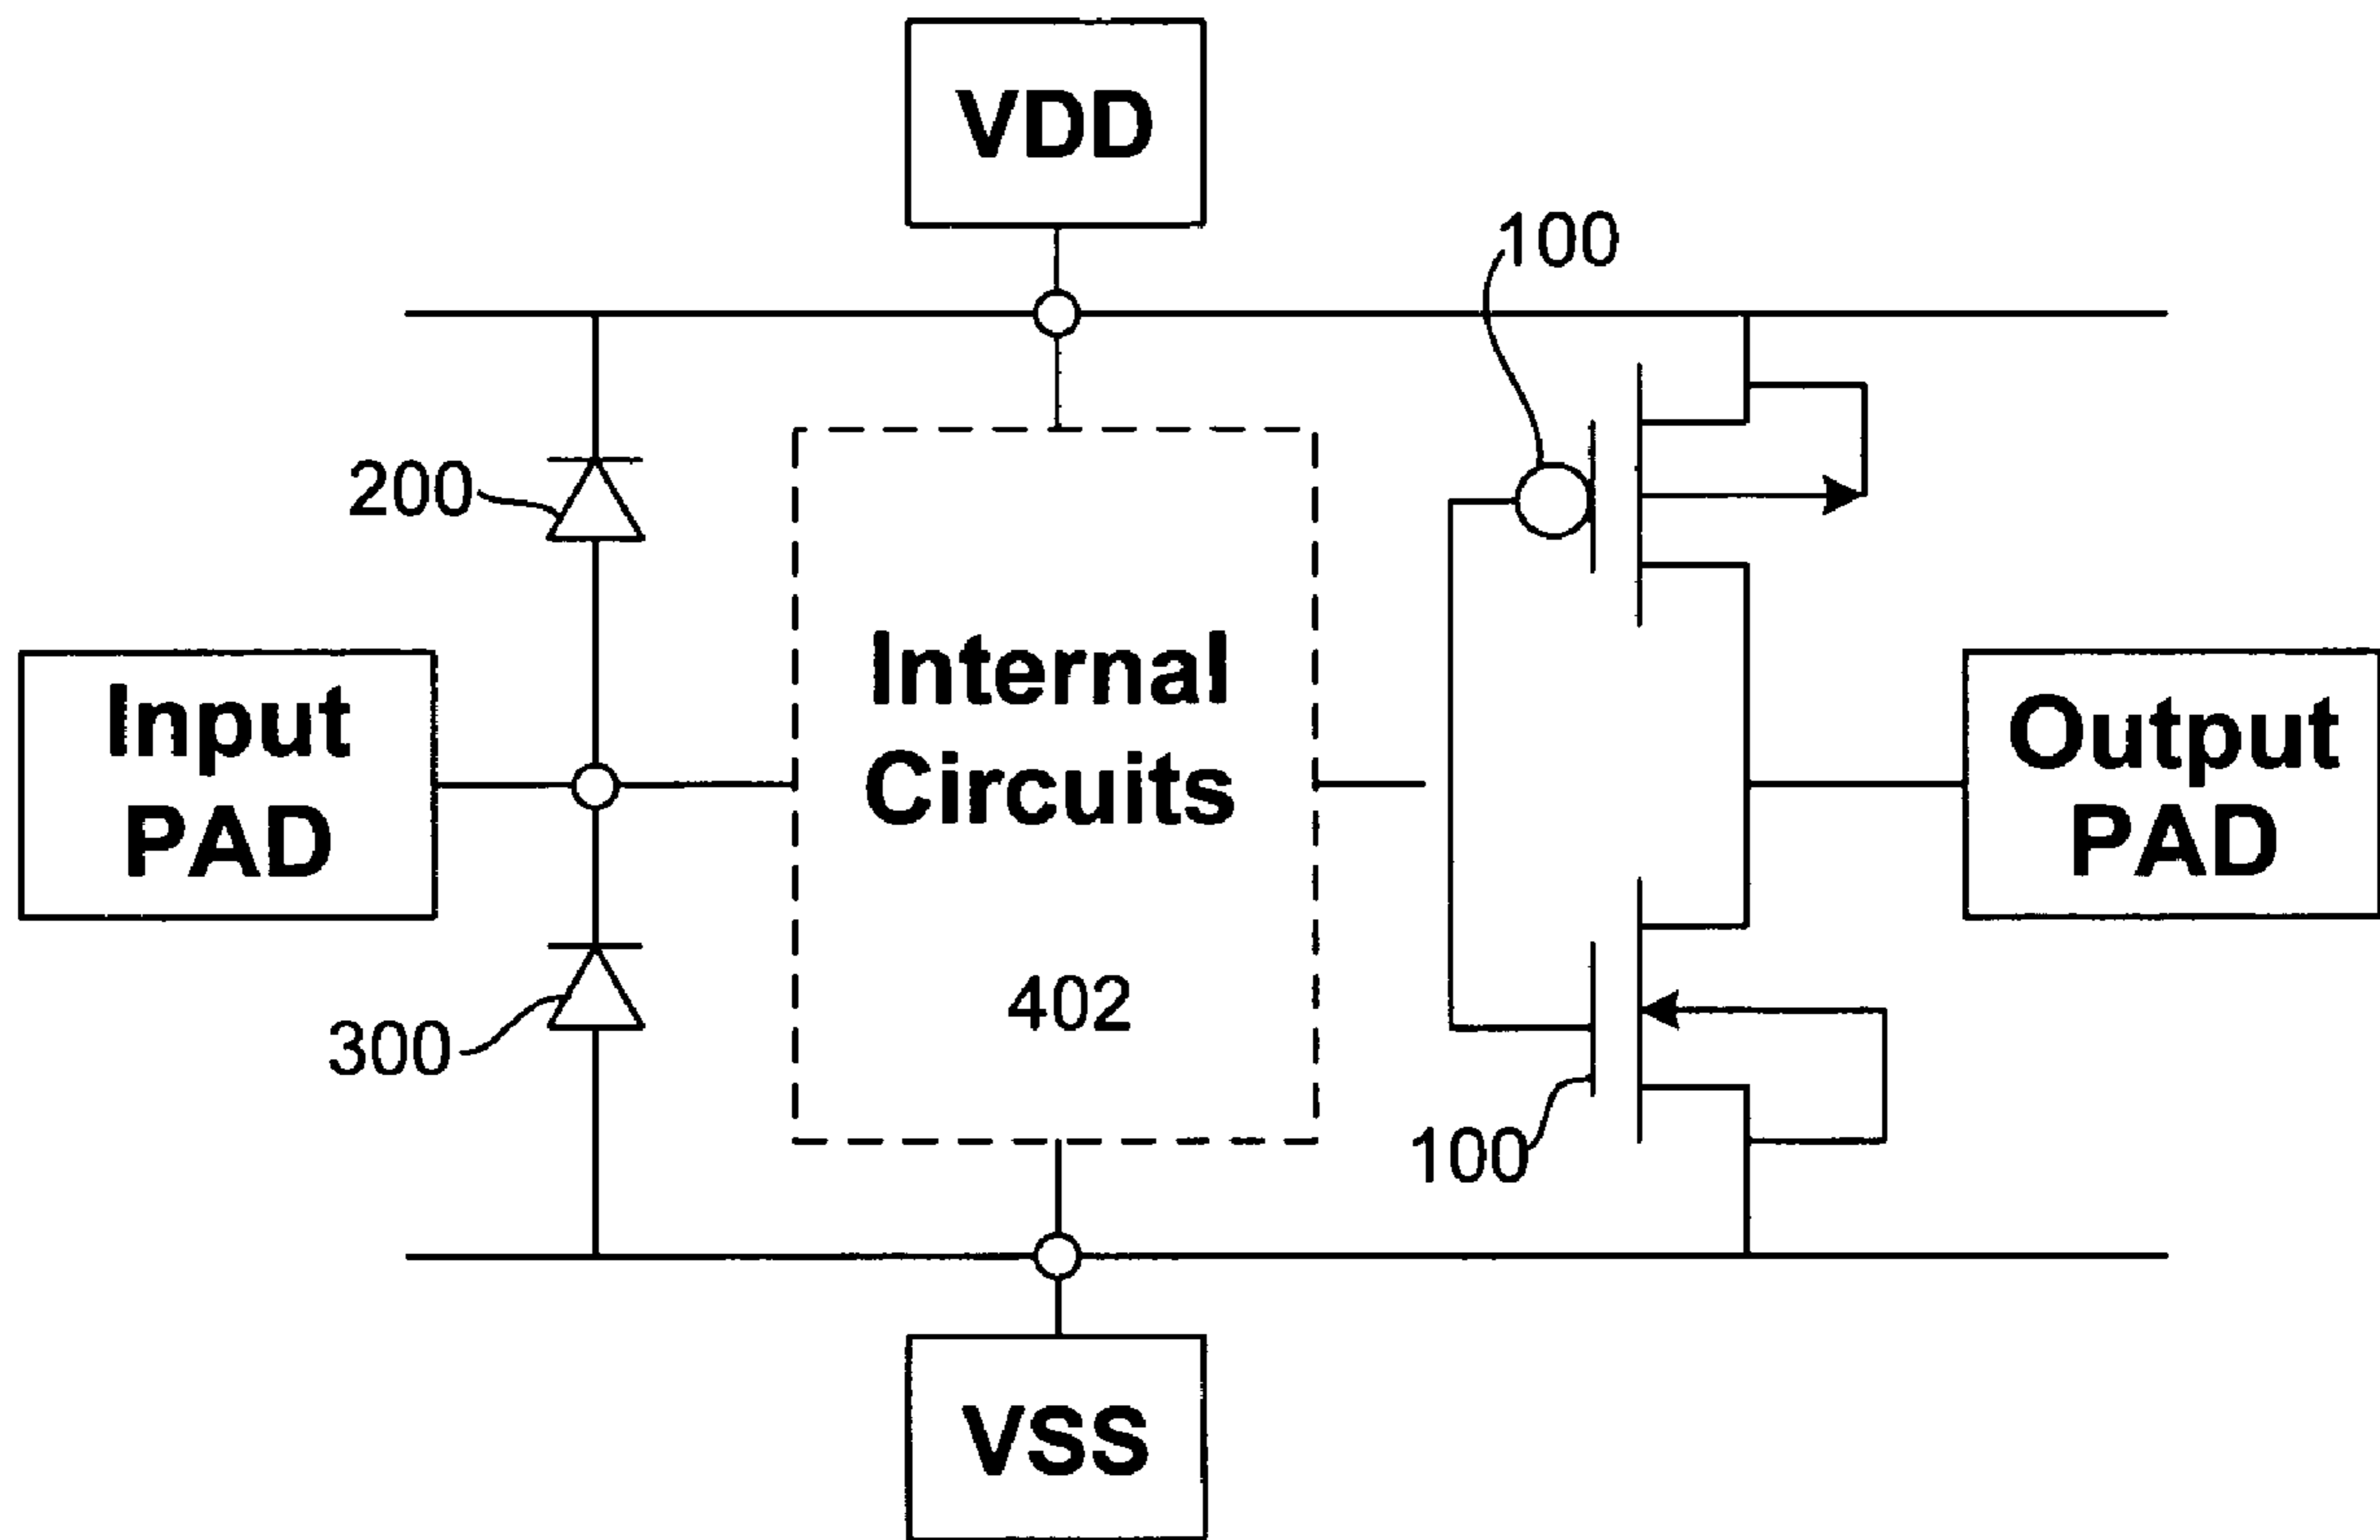 VDD
100
200
Internal
Circuits
402
Input
PAD
Output
PAD
300
100
VSS